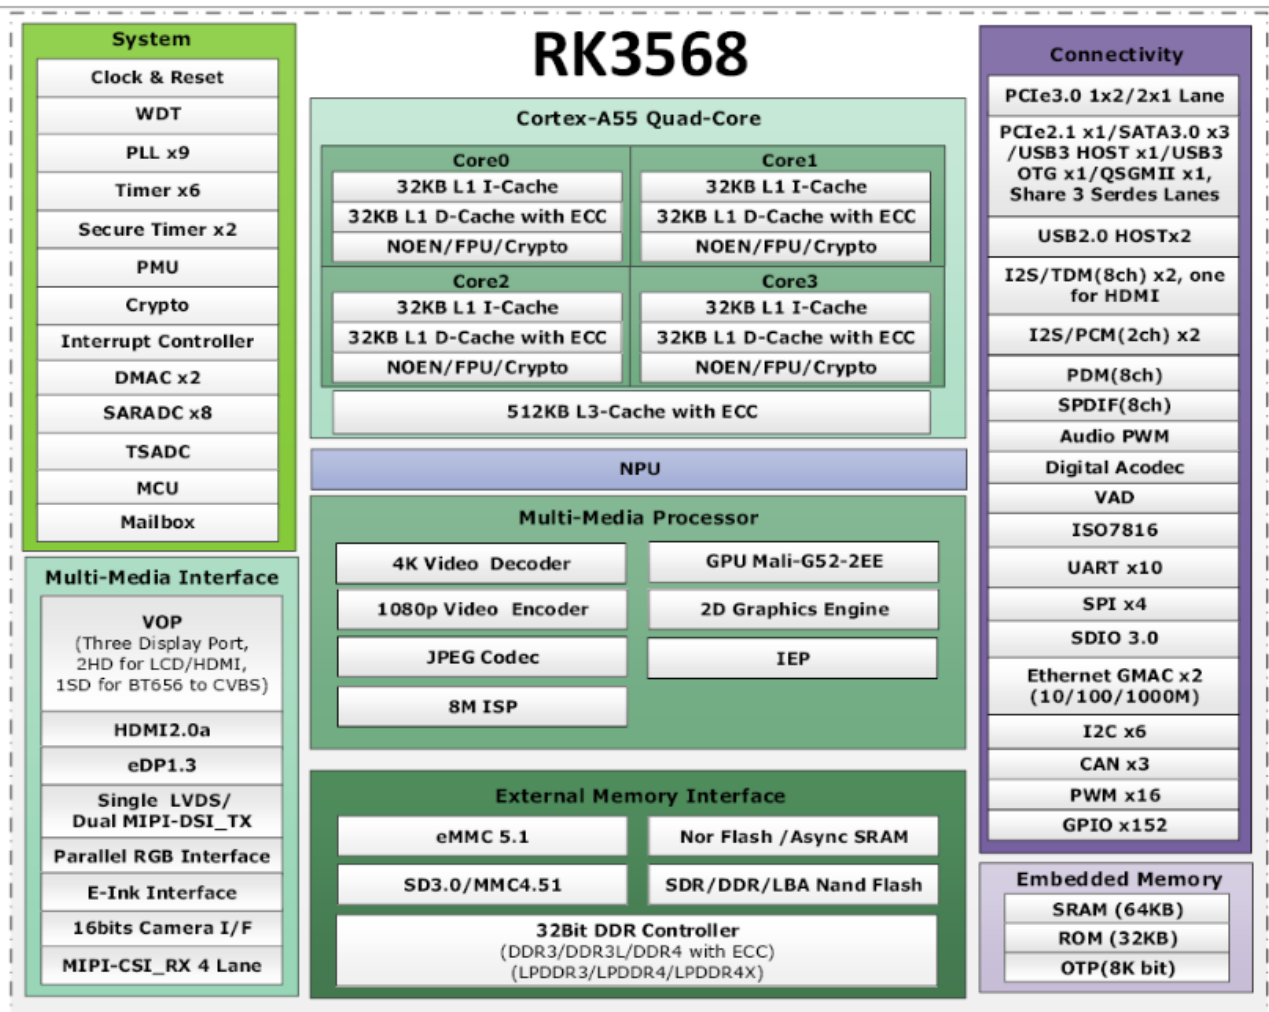 RK3568
System
Clock & Reset
WDT
PLL x9
Timer x6
Secure Timer x2
PMU
Crypto
Interrupt Controller
DMAC x2
SARADC x8
TSADC
MCU
Mailbox
Multi-Media Interface
VOP
(Three Display Port,
2HD for LCD/HDMI,
1SD for BT656 to CVBS)
HDMI2.0a
eDP1.3
Single LVDS/
Dual MIPI-DSI_TX
Parallel RGB Interface
E-Ink Interface
16bits Camera I/F
MIPI-CSI_RX 4 Lane
Cortex-A55 Quad-Core
Core0
32KB L1 I-Cache
32KB L1 D-Cache with ECC
NOEN/FPU/Crypto
Core1
32KB L1 I-Cache
32KB L1 D-Cache with ECC
NOEN/FPU/Crypto
Core2
32KB L1 I-Cache
32KB L1 D-Cache with ECC
NOEN/FPU/Crypto
Core3
32KB L1 I-Cache
32KB L1 D-Cache with ECC
NOEN/FPU/Crypto
512KB L3-Cache with ECC
NPU
Multi-Media Processor
4K Video Decoder
GPU Mali-G52-2EE
1080p Video Encoder
2D Graphics Engine
JPEG Codec
IEP
8M ISP
External Memory Interface
eMMC 5.1
Nor Flash /Async SRAM
SD3.0/MMC4.51
SDR/DDR/LBA Nand Flash
32Bit DDR Controller
(DDR3/DDR3L/DDR4 with ECC)
(LPDDR3/LPDDR4/LPDDR4X)
Connectivity
PCIe3.0 1x2/2x1 Lane
PCIe2.1 x1/SATA3.0 x3
/USB3 HOST x1/USB3
OTG x1/QSGMII x1,
Share 3 Serdes Lanes
USB2.0 HOSTx2
I2S/TDM(8ch) x2, one
for HDMI
I2S/PCM(2ch) x2
PDM(8ch)
SPDIF(8ch)
Audio PWM
Digital Acodec
VAD
ISO7816
UART x10
SPI x4
SDIO 3.0
Ethernet GMAC x2
(10/100/1000M)
I2C x6
CAN x3
PWM x16
GPIO x152
Embedded Memory
SRAM (64KB)
ROM (32KB)
OTP(8K bit)